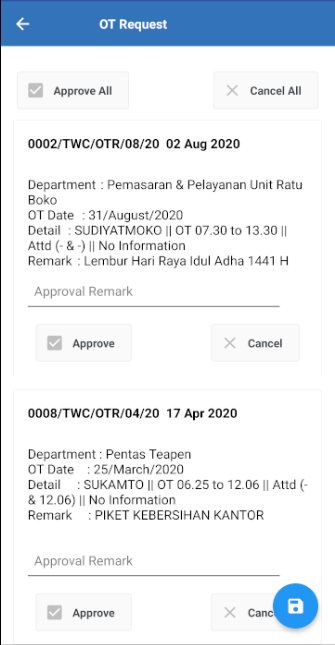 OT Request
Approve All
Cancel All
0002/TWC/OTR/08/20 02 Aug 2020
Department : Pemasaran & Pelayanan Unit Ratu
Boko
OT Date : 31/August/2020
Detail : SUDIYATMOKO || OT 07.30 to 13.30 ||
Attd (- & -) || No Information
Remark : Lembur Hari Raya Idul Adha 1441 H
Approval Remark
Approve
Cancel
0008/TWC/OTR/04/20 17 Apr 2020
Department : Pentas Teapen
OT Date : 25/March/2020
Detail : SUKAMTO || OT 06.25 to 12.06 || Attd (-
& 12.06) || No Information
Remark : PIKET KEBERSIHAN KANTOR
Approval Remark
Approve
Canc